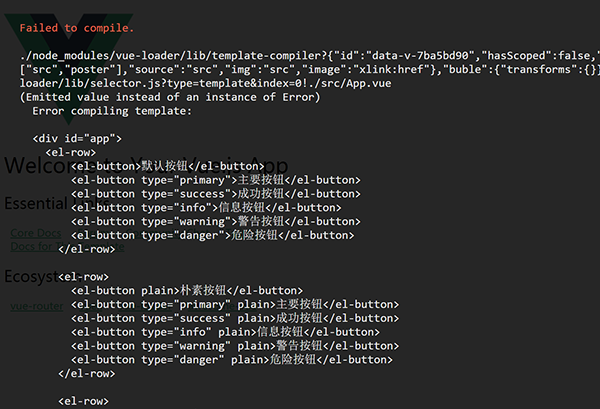 Failed to compile.
./node_modules/vue-loader/lib/template-compiler?{"id":"data-v-7ba5bd90","hasScoped":false,"
["src","poster"],"source":"src","img":"src","image":"xlink:href"},"buble":{"transforms":{}}
loader/lib/selector.js?type=template&index=0!./src/App.vue
(Emitted value instead of an instance of Error)
Error compiling template:
<div id="app">
<el-row>
<el-button>默认按钮</el-button>
<el-button type="primary">主要按钮</el-button>
<el-button type="success">成功按钮</el-button>
<el-button type="info">信息按钮</el-button>
<el-button type="warning">警告按钮</el-button>
<el-button type="danger">危险按钮</el-button>
</el-row>
<el-row>
<el-button plain>朴素按钮</el-button>
<el-button type="primary" plain>主要按钮</el-button>
<el-button type="success" plain>成功按钮</el-button>
<el-button type="info" plain>信息按钮</el-button>
<el-button type="warning" plain>警告按钮</el-button>
<el-button type="danger" plain>危险按钮</el-button>
</el-row>
<el-row>
Welcome to Your Vue.js App
Essential Links
Core Docs
Docs for
Ecosystem
vue-router